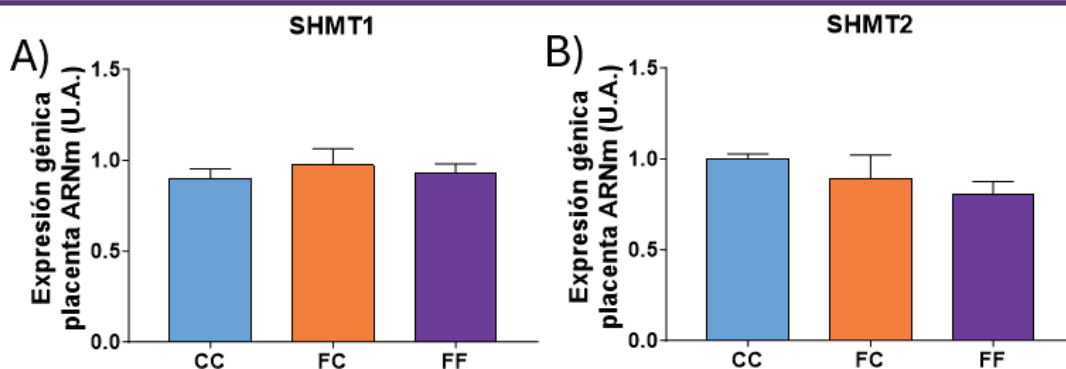 SHMT1
A)
Expresión génica
placenta ARNm (U.A.)
1.5
1.0
0.5
0.0
CC
FC
FF
SHMT2
B)
Expresión génica
placenta ARNm (U.A.)
1.5
1.0
0.5
0.0
CC
FC
FF